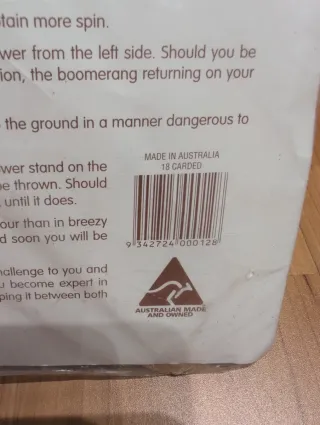 tain more spin.
wer from the left side. Should you be
ion, the boomerang returning on your
the ground in a manner dangerous to
wer stand on the
e thrown. Should
until it does.
our than in breezy
d soon you will be
hallenge to you and
u become expert in
ping it between both
MADE IN AUSTRALIA
18 CARDED
9 342724 000128
AUSTRALIAN MADE
AND OWNED